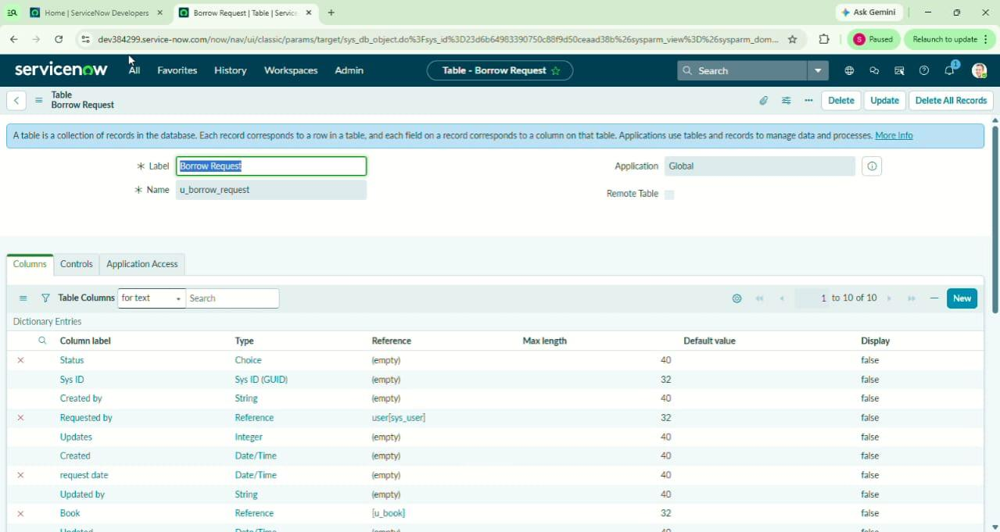 Home | ServiceNow Developers
Borrow Request | Table | Service
Ask Gemini
dev384299.service-now.com/now/nav/ui/classic/params/target/sys_db_object.do%3Fsys_id%3D23d6b64983390750c88f9d50ceaad38b%26sysparm_view%3D%26sysparm_dom...
S Paused
Relaunch to update
servicenow All Favorites History Workspaces Admin
Table - Borrow Request
Search
1
Table
Borrow Request
Delete Update Delete All Records
A table is a collection of records in the database. Each record corresponds to a row in a table, and each field on a record corresponds to a column on that table. Applications use tables and records to manage data and processes. More Info
* Label Borrow Request Application Global
* Name u_borrow_request Remote Table
Columns Controls Application Access
Table Columns for text Search 1 to 10 of 10 New
Dictionary Entries
Column label Type Reference Max length Default value Display
Status Choice (empty) 40 false
Sys ID Sys ID (GUID) (empty) 32 false
Created by String (empty) 40 false
Requested by Reference user[sys_user] 32 false
Updates Integer (empty) 40 false
Created Date/Time (empty) 40 false
request date Date/Time (empty) 40 false
Updated by String (empty) 40 false
Book Reference [u_book] 32 false
Updated Date/Time (empty) 40 false